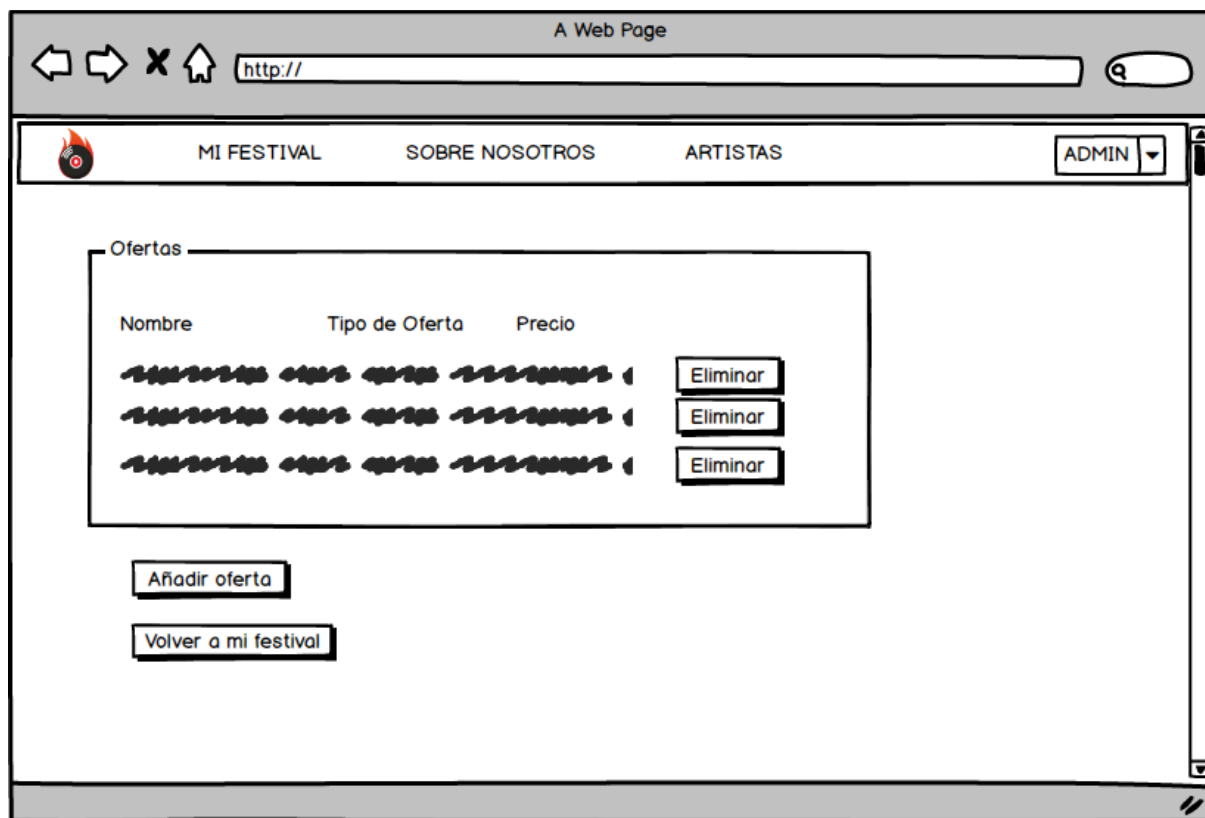 A Web Page
http://
MI FESTIVAL SOBRE NOSOTROS ARTISTAS ADMIN
Ofertas
Nombre Tipo de Oferta Precio
Eliminar
Eliminar
Eliminar
Añadir oferta
Volver a mi festival